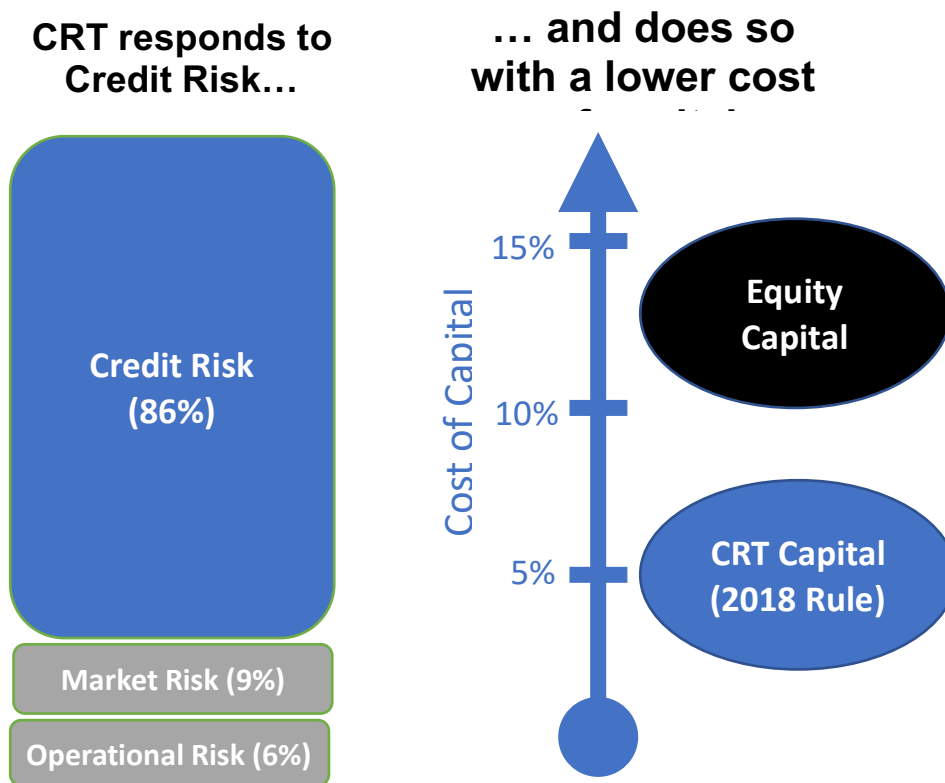 CRT responds to
Credit Risk…
… and does so
with a lower cost
Credit Risk
(86%)
Market Risk (9%)
Operational Risk (6%)
Cost of Capital
15%
10%
5%
Equity
Capital
CRT Capital
(2018 Rule)